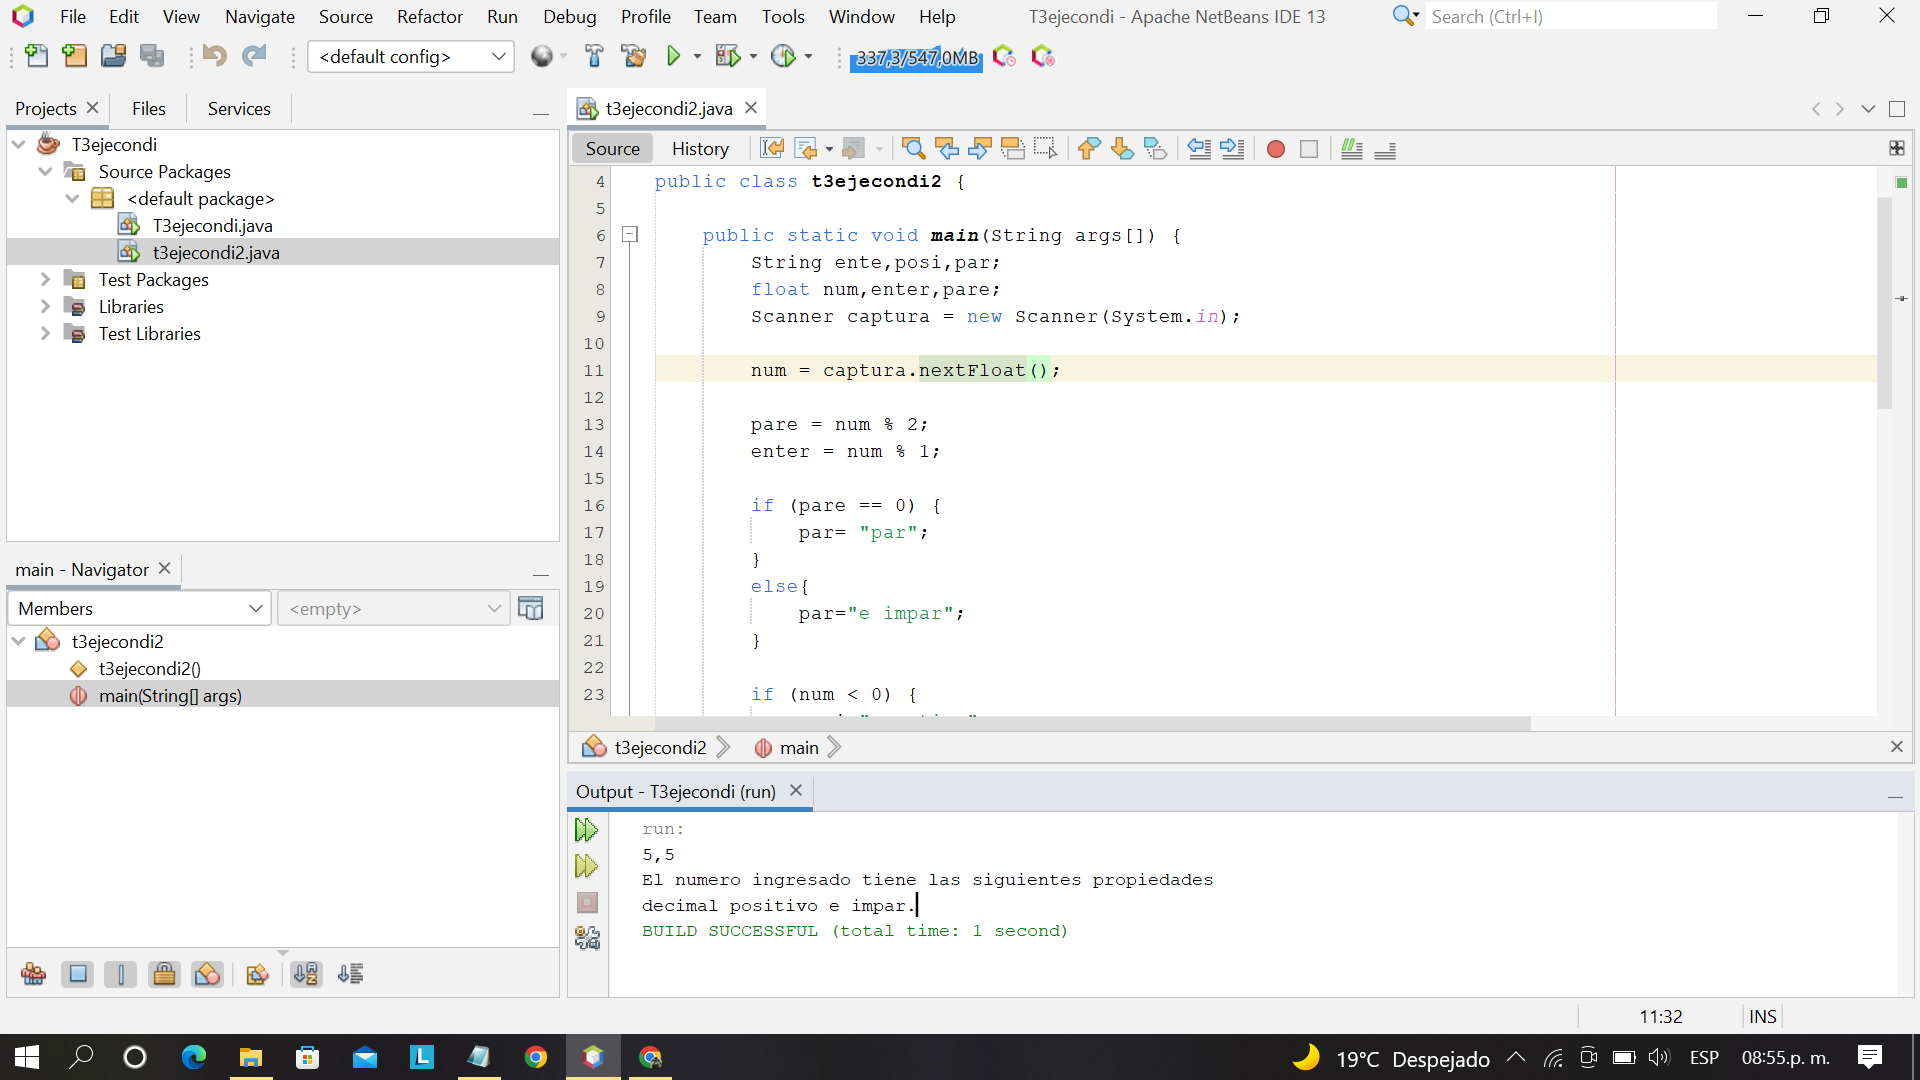 File Edit View Navigate Source Refactor Run Debug Profile Team Tools Window Help
T3ejecondi - Apache NetBeans IDE 13
Search (Ctrl+I)
<default config>
337,3/547,0MB
Projects
Files
Services
T3ejecondi
Source Packages
<default package>
T3ejecondi.java
t3ejecondi2.java
Test Packages
Libraries
Test Libraries
main - Navigator
Members
<empty>
t3ejecondi2
t3ejecondi2()
main(String[] args)
t3ejecondi2.java
Source
History
4 public class t3ejecondi2 {
5
6 public static void main(String args[]) {
7 String ente,posi,par;
8 float num,enter,pare;
9 Scanner captura = new Scanner(System.in);
10
11 num = captura.nextFloat();
12
13 pare = num % 2;
14 enter = num % 1;
15
16 if (pare == 0) {
17 par= "par";
18 }
19 else{
20 par="e impar";
21 }
22
23 if (num < 0) {
t3ejecondi2
main
Output - T3ejecondi (run)
run:
5,5
El numero ingresado tiene las siguientes propiedades
decimal positivo e impar.
BUILD SUCCESSFUL (total time: 1 second)
11:32
INS
19°C Despejado
ESP
08:55 p. m.